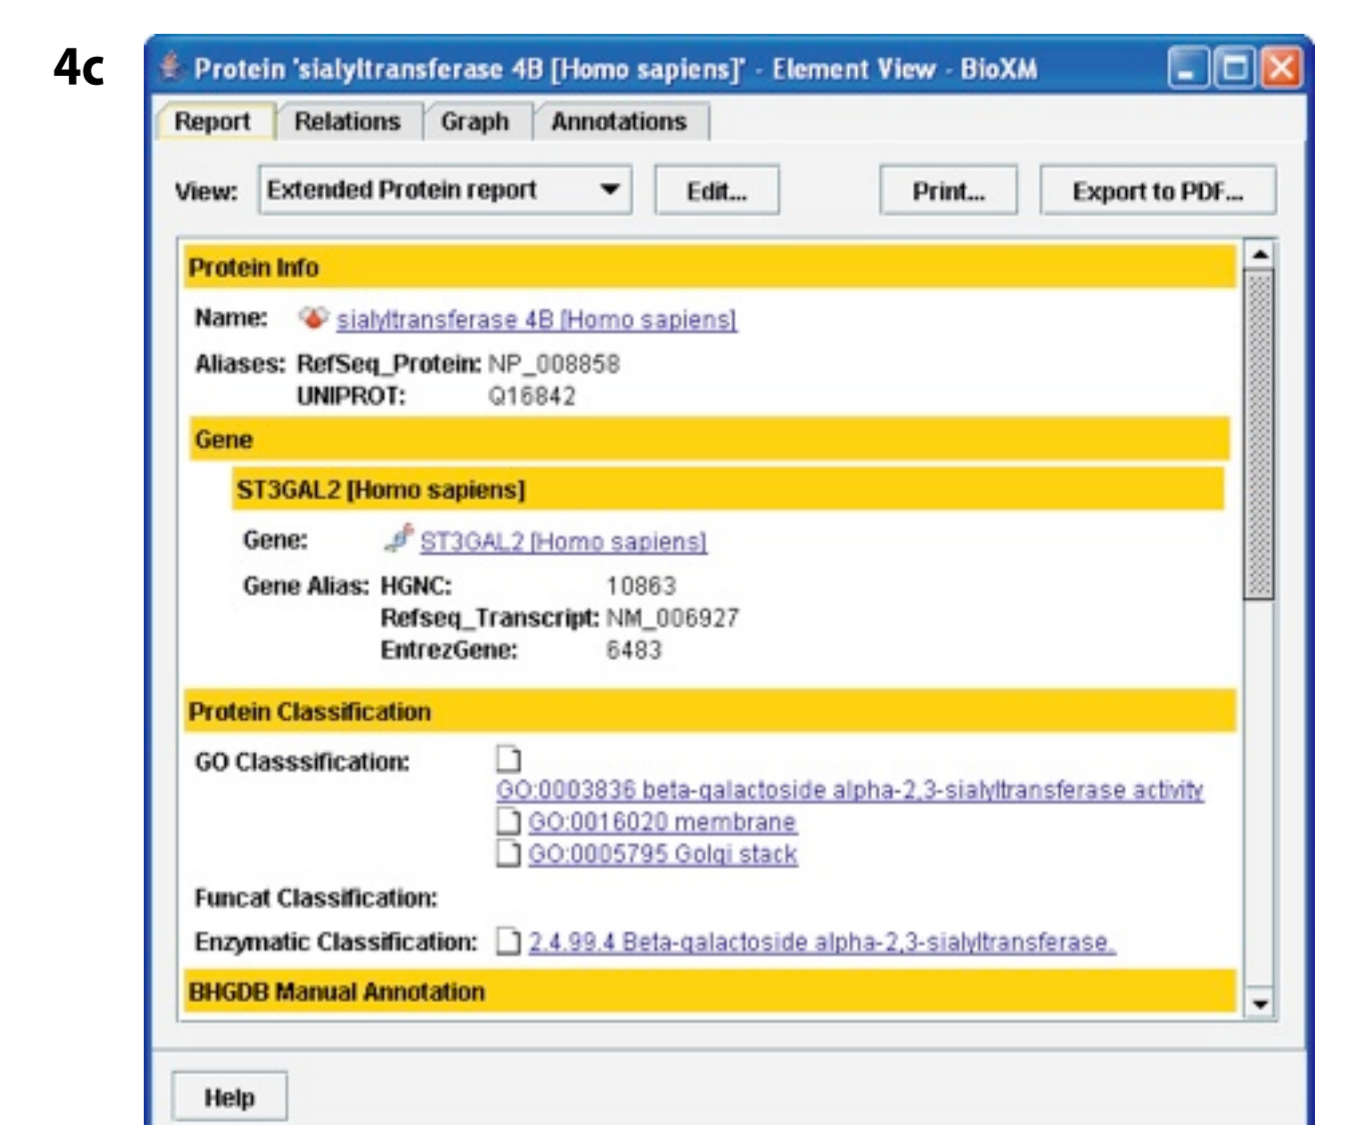 4c
Protein 'sialyltransferase 4B [Homo sapiens]' - Element View - BioXM
Report Relations Graph Annotations
View: Extended Protein report Edit... Print... Export to PDF...
Protein Info
Name: sialyltransferase 4B [Homo sapiens]
Aliases: RefSeq_Protein: NP_008858
UNIPROT: Q16842
Gene
ST3GAL2 [Homo sapiens]
Gene: ST3GAL2 [Homo sapiens]
Gene Alias: HGNC: 10863
Refseq_Transcript: NM_006927
EntrezGene: 6483
Protein Classification
GO Classsification:
GO:0003836 beta-galactoside alpha-2,3-sialyltransferase activity
GO:0016020 membrane
GO:0005795 Golgi stack
Funcat Classification:
Enzymatic Classification: 2.4.99.4 Beta-galactoside alpha-2,3-sialyltransferase.
BHGDB Manual Annotation
Help